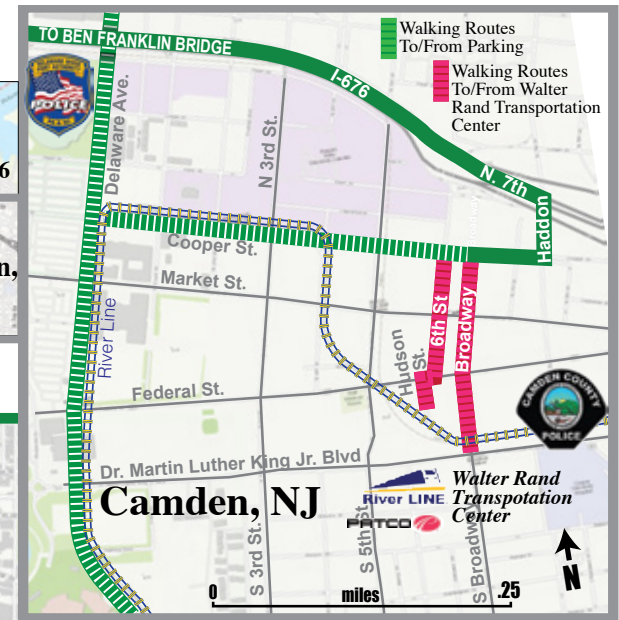 TO BEN FRANKLIN BRIDGE
Walking Routes
To/From Parking
Walking Routes
To/From Walter
Rand Transportation
Center
I-676
N. 7th
Haddon
POLICE
Delaware Ave.
N 3rd St.
6
n,
Cooper St.
Market St.
River Line
6th St
Broadway
Hudson
St.
Federal St.
CAMDEN COUNTY
POLICE
Dr. Martin Luther King Jr. Blvd
Camden, NJ
River LINE
PATCO
Walter Rand
Transpotation
Center
S 3rd St.
S 5th St.
S Broadway
0 miles .25
N